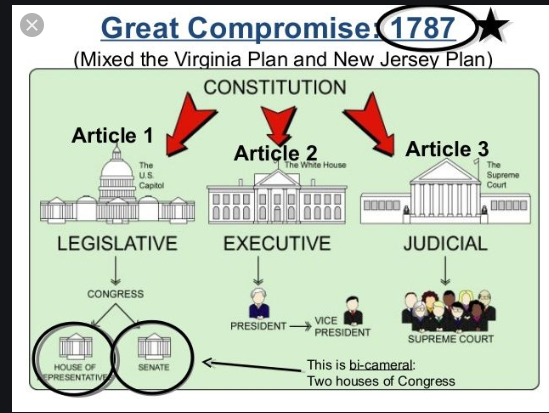 Great Compromise: 1787
(Mixed the Virginia Plan and New Jersey Plan)
CONSTITUTION
Article 1
Article 2
Article 3
The
U.S.
Capitol
The White House
The
Supreme
Court
LEGISLATIVE
EXECUTIVE
JUDICIAL
CONGRESS
PRESIDENT
VICE
PRESIDENT
SUPREME COURT
HOUSE OF
REPRESENTATIVES
SENATE
This is bi-cameral:
Two houses of Congress